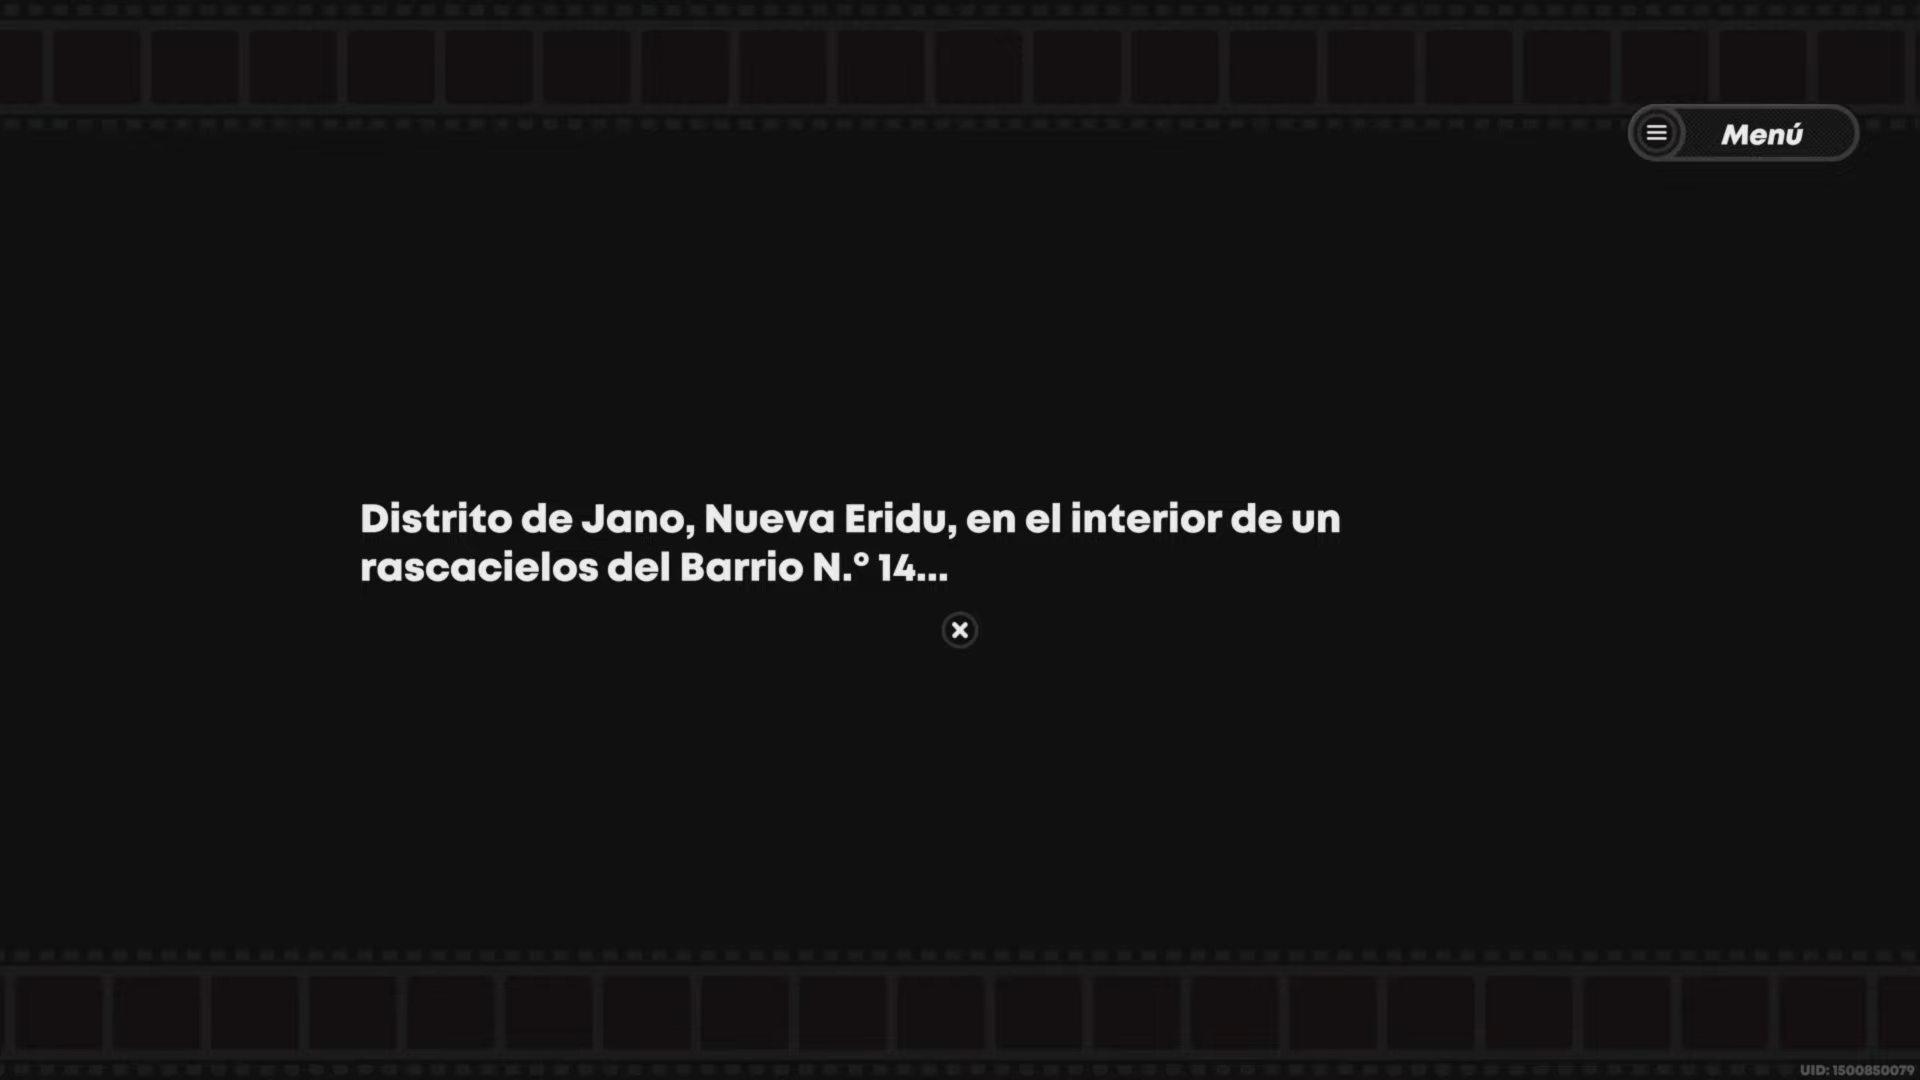 Menú
Distrito de Jano, Nueva Eridu, en el interior de un
rascacielos del Barrio N.º 14...
UID: 1500850079